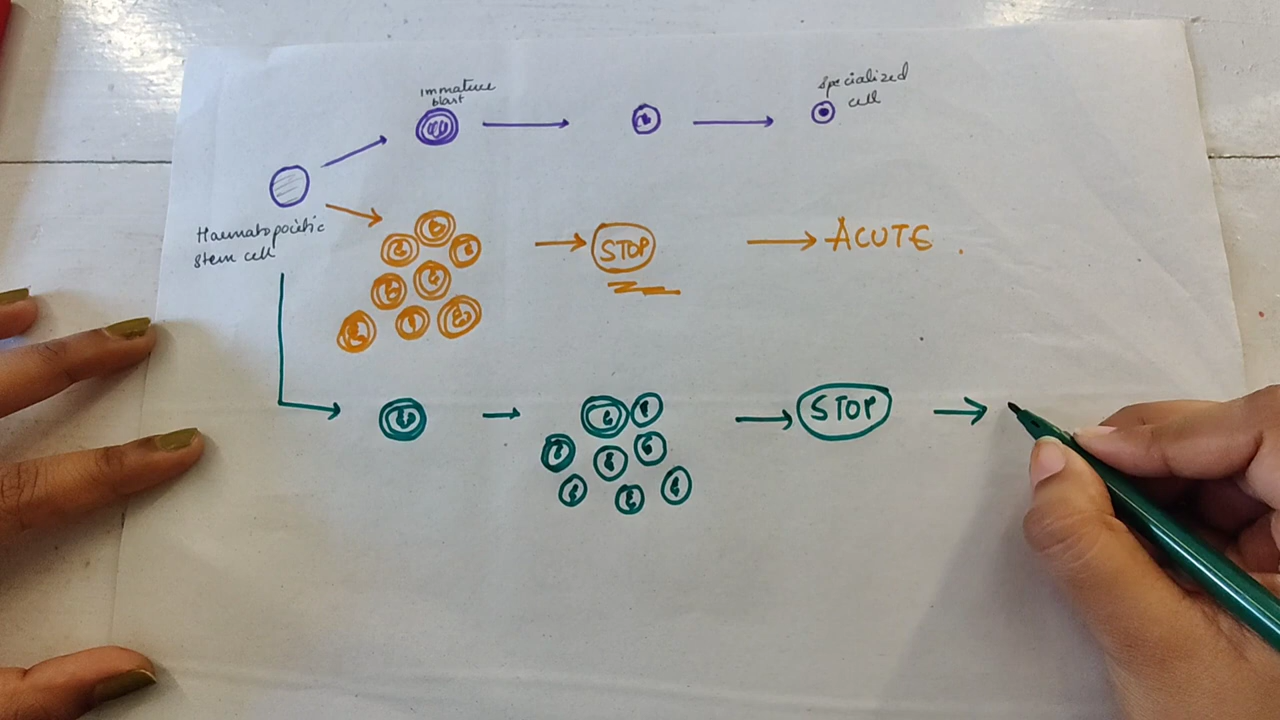 immature
blast
specialized
cell
Haematopoietic
stem cell
STOP
ACUTE.
STOP